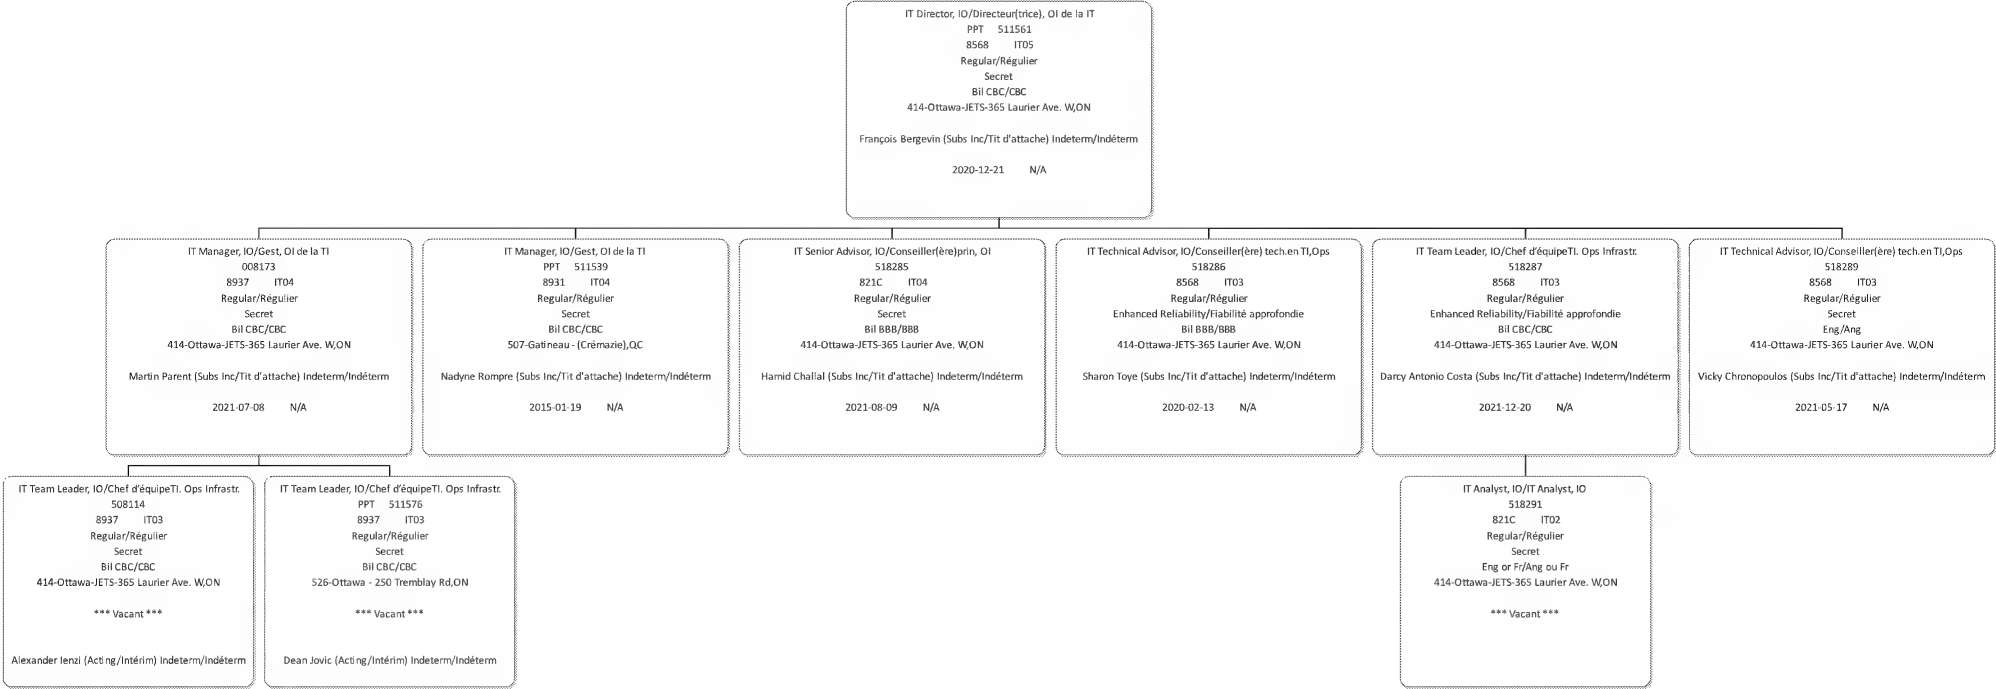 IT Director, IO/Directeur(trice), OI de la IT
PPT 511561
8568 IT05
Regular/Régulier
Secret
Bil CBC/CBC
414-Ottawa-JETS-365 Laurier Ave. W,ON
François Bergevin (Subs Inc/Tit d'attache) Indeterm/Indéterm
2020-12-21 N/A
IT Manager, IO/Gest, OI de la TI
008173
8937 IT04
Regular/Régulier
Secret
Bil CBC/CBC
414-Ottawa-JETS-365 Laurier Ave. W,ON
Martin Parent (Subs Inc/Tit d'attache) Indeterm/Indéterm
2021-07-08 N/A
IT Manager, IO/Gest, OI de la TI
PPT 511539
8931 IT04
Regular/Régulier
Secret
Bil CBC/CBC
507-Gatineau - (Crémazie),QC
Nadyne Rompre (Subs Inc/Tit d'attache) Indeterm/Indéterm
2015-01-19 N/A
IT Senior Advisor, IO/Conseiller(ère)prin, OI
518285
821C IT04
Regular/Régulier
Secret
Bil BBB/BBB
414-Ottawa-JETS-365 Laurier Ave. W,ON
Hamid Challal (Subs Inc/Tit d'attache) Indeterm/Indéterm
2021-08-09 N/A
IT Technical Advisor, IO/Conseiller(ère) tech.en TI,Ops
518286
8568 IT03
Regular/Régulier
Enhanced Reliability/Fiabilité approfondie
Bil BBB/BBB
414-Ottawa-JETS-365 Laurier Ave. W,ON
Sharon Toye (Subs Inc/Tit d'attache) Indeterm/Indéterm
2020-02-13 N/A
IT Team Leader, IO/Chef d'équipeTI. Ops Infrastr.
518287
8568 IT03
Regular/Régulier
Enhanced Reliability/Fiabilité approfondie
Bil CBC/CBC
414-Ottawa-JETS-365 Laurier Ave. W,ON
Darcy Antonio Costa (Subs Inc/Tit d'attache) Indeterm/Indéterm
2021-12-20 N/A
IT Technical Advisor, IO/Conseiller(ère) tech.en TI,Ops
518289
8568 IT03
Regular/Régulier
Secret
Eng/Ang
414-Ottawa-JETS-365 Laurier Ave. W,ON
Vicky Chronopoulos (Subs Inc/Tit d'attache) Indeterm/Indéterm
2021-05-17 N/A
IT Team Leader, IO/Chef d'équipeTI. Ops Infrastr.
508114
8937 IT03
Regular/Régulier
Secret
Bil CBC/CBC
414-Ottawa-JETS-365 Laurier Ave. W,ON
*** Vacant ***
Alexander Ienzi (Acting/Intérim) Indeterm/Indéterm
IT Team Leader, IO/Chef d'équipeTI. Ops Infrastr.
PPT 511576
8937 IT03
Regular/Régulier
Secret
Bil CBC/CBC
526-Ottawa - 250 Tremblay Rd,ON
*** Vacant ***
Dean Jovic (Acting/Intérim) Indeterm/Indéterm
IT Analyst, IO/IT Analyst, IO
518291
821C IT02
Regular/Régulier
Secret
Eng or Fr/Ang ou Fr
414-Ottawa-JETS-365 Laurier Ave. W,ON
*** Vacant ***